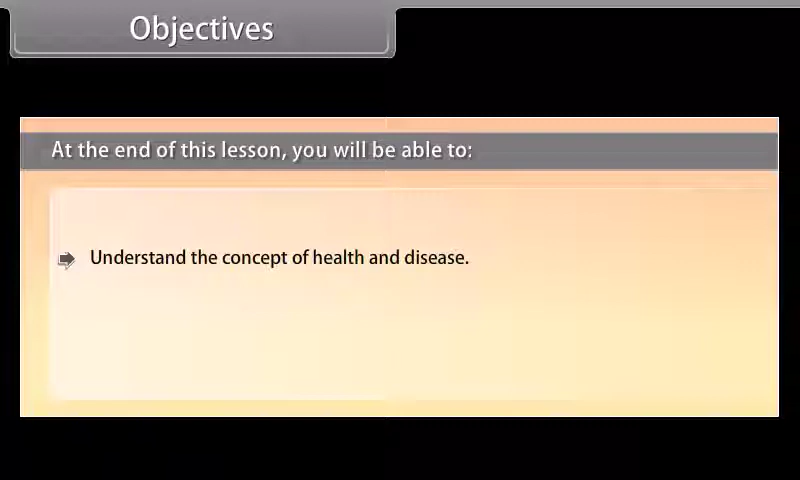 Objectives
At the end of this lesson, you will be able to:
Understand the concept of health and disease.